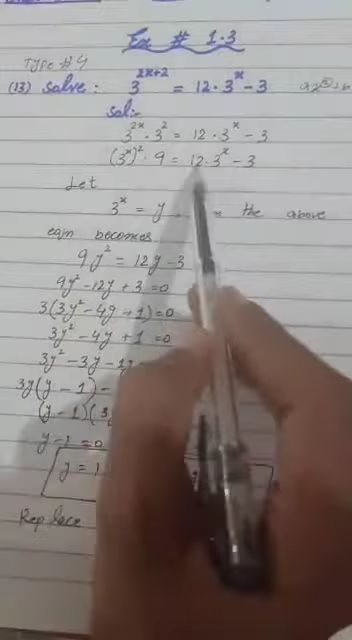 Ex # 1.3
Type # 4
(13) Solve: 3^{2x+2} = 12·3^x - 3
Sol:-
3^{2x}·3^2 = 12·3^x - 3
(3^x)^2·9 = 12·3^x - 3
Let
3^x = y the above
eqn becomes
9y^2 = 12y - 3
9y^2 - 12y + 3 = 0
3(3y^2 - 4y + 1) = 0
3y^2 - 4y + 1 = 0
3y^2 - 3y -
3y(y - 1) -
(y - 1)(3
y - 1 = 0
y = 1
Replace